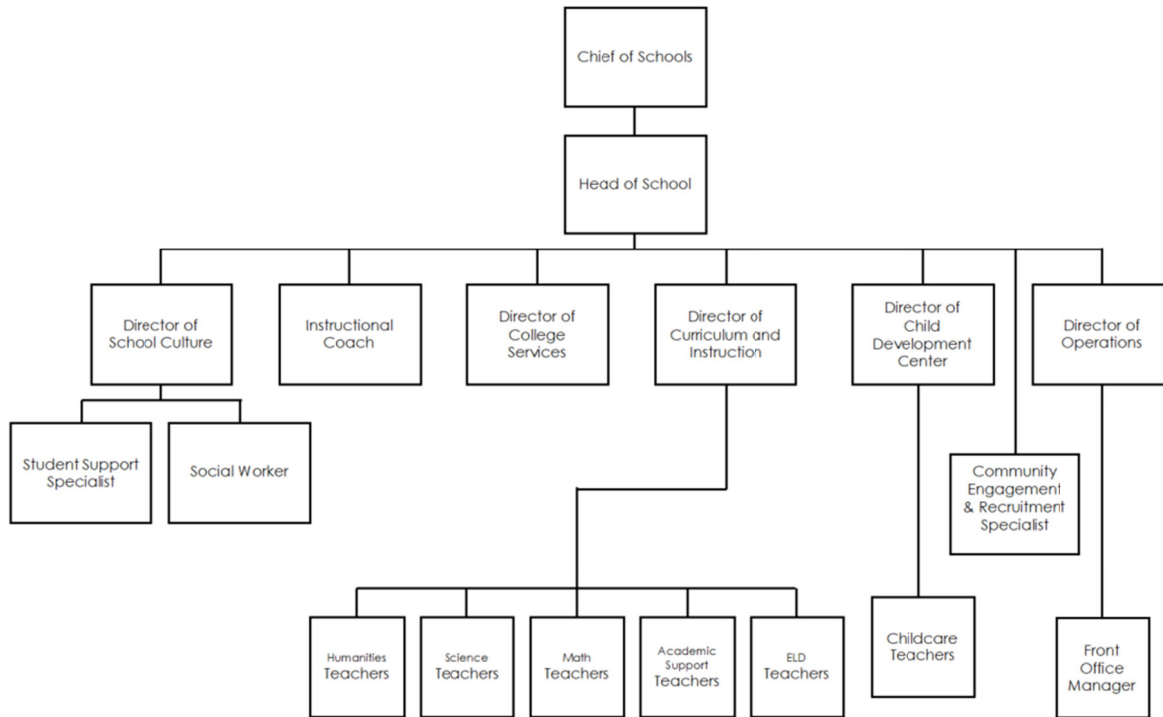 Chief of Schools
Head of School
Director of
School Culture
Instructional
Coach
Director of
College
Services
Director of
Curriculum and
Instruction
Director of
Child
Development
Center
Director of
Operations
Student Support
Specialist
Social Worker
Community
Engagement
& Recruitment
Specialist
Humanities
Teachers
Science
Teachers
Math
Teachers
Academic
Support
Teachers
ELD
Teachers
Childcare
Teachers
Front
Office
Manager